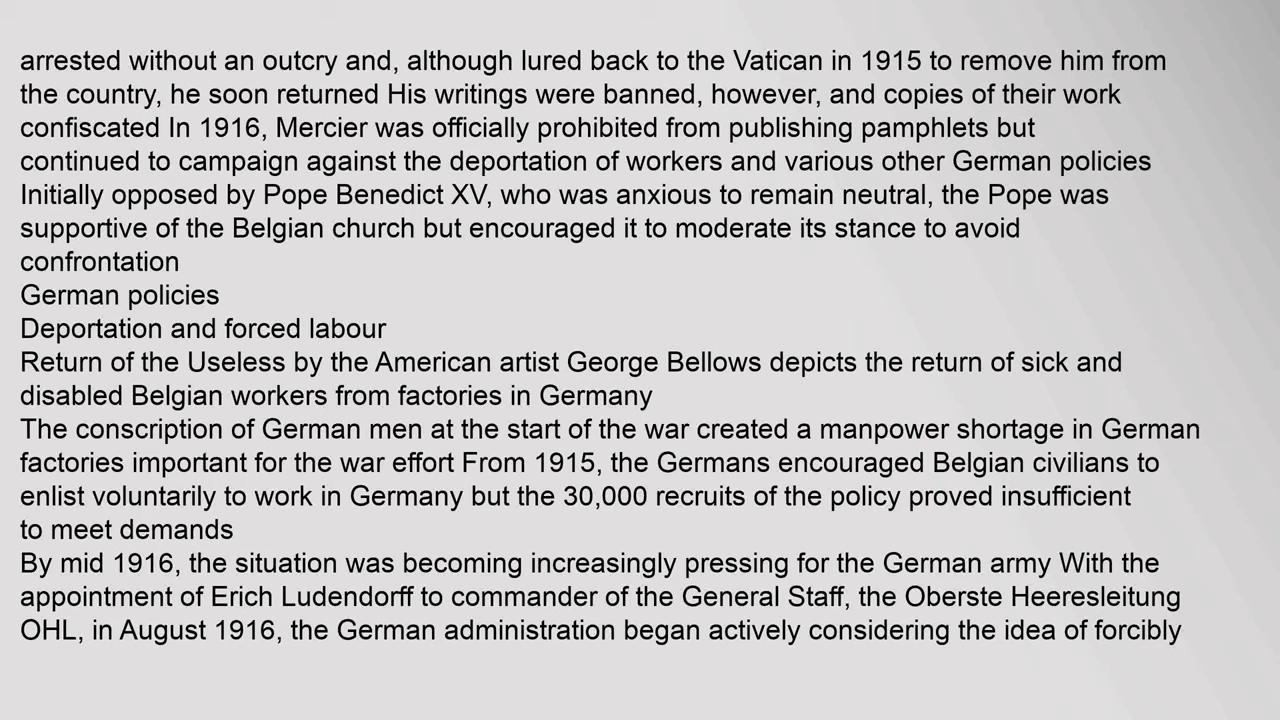 arrested without an outcry and, although lured back to the Vatican in 1915 to remove him from
the country, he soon returned His writings were banned, however, and copies of their work
confiscated In 1916, Mercier was officially prohibited from publishing pamphlets but
continued to campaign against the deportation of workers and various other German policies
Initially opposed by Pope Benedict XV, who was anxious to remain neutral, the Pope was
supportive of the Belgian church but encouraged it to moderate its stance to avoid
confrontation
German policies
Deportation and forced labour
Return of the Useless by the American artist George Bellows depicts the return of sick and
disabled Belgian workers from factories in Germany
The conscription of German men at the start of the war created a manpower shortage in German
factories important for the war effort From 1915, the Germans encouraged Belgian civilians to
enlist voluntarily to work in Germany but the 30,000 recruits of the policy proved insufficient
to meet demands
By mid 1916, the situation was becoming increasingly pressing for the German army With the
appointment of Erich Ludendorff to commander of the General Staff, the Oberste Heeresleitung
OHL, in August 1916, the German administration began actively considering the idea of forcibly